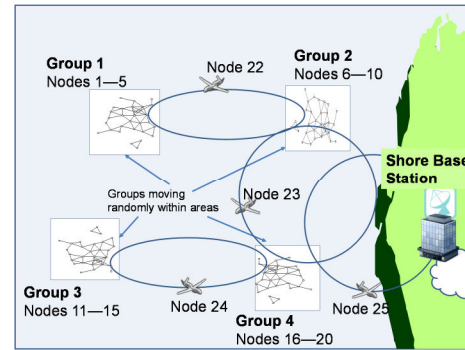 Group 1
Nodes 1—5
Node 22
Group 2
Nodes 6—10
Shore Base
Station
Groups moving
randomly within areas
Node 23
Group 3
Nodes 11—15
Node 24
Group 4
Nodes 16—20
Node 25